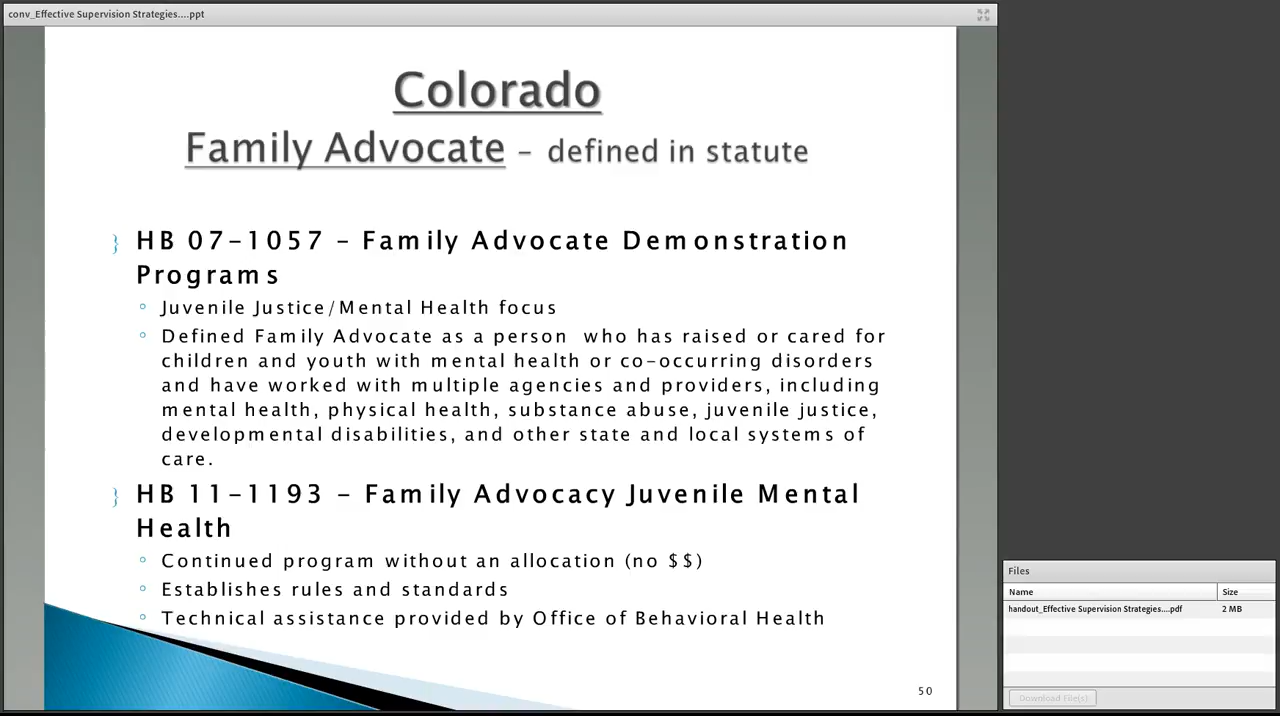 conv_Effective Supervision Strategies....ppt
Colorado
Family Advocate – defined in statute
HB 07-1057 – Family Advocate Demonstration
Programs
Juvenile Justice/Mental Health focus
Defined Family Advocate as a person who has raised or cared for
children and youth with mental health or co-occurring disorders
and have worked with multiple agencies and providers, including
mental health, physical health, substance abuse, juvenile justice,
developmental disabilities, and other state and local systems of
care.
HB 11-1193 – Family Advocacy Juvenile Mental
Health
Continued program without an allocation (no $$)
Establishes rules and standards
Technical assistance provided by Office of Behavioral Health
50
Files
Name Size
handout_Effective Supervision Strategies....pdf 2 MB
Download File(s)